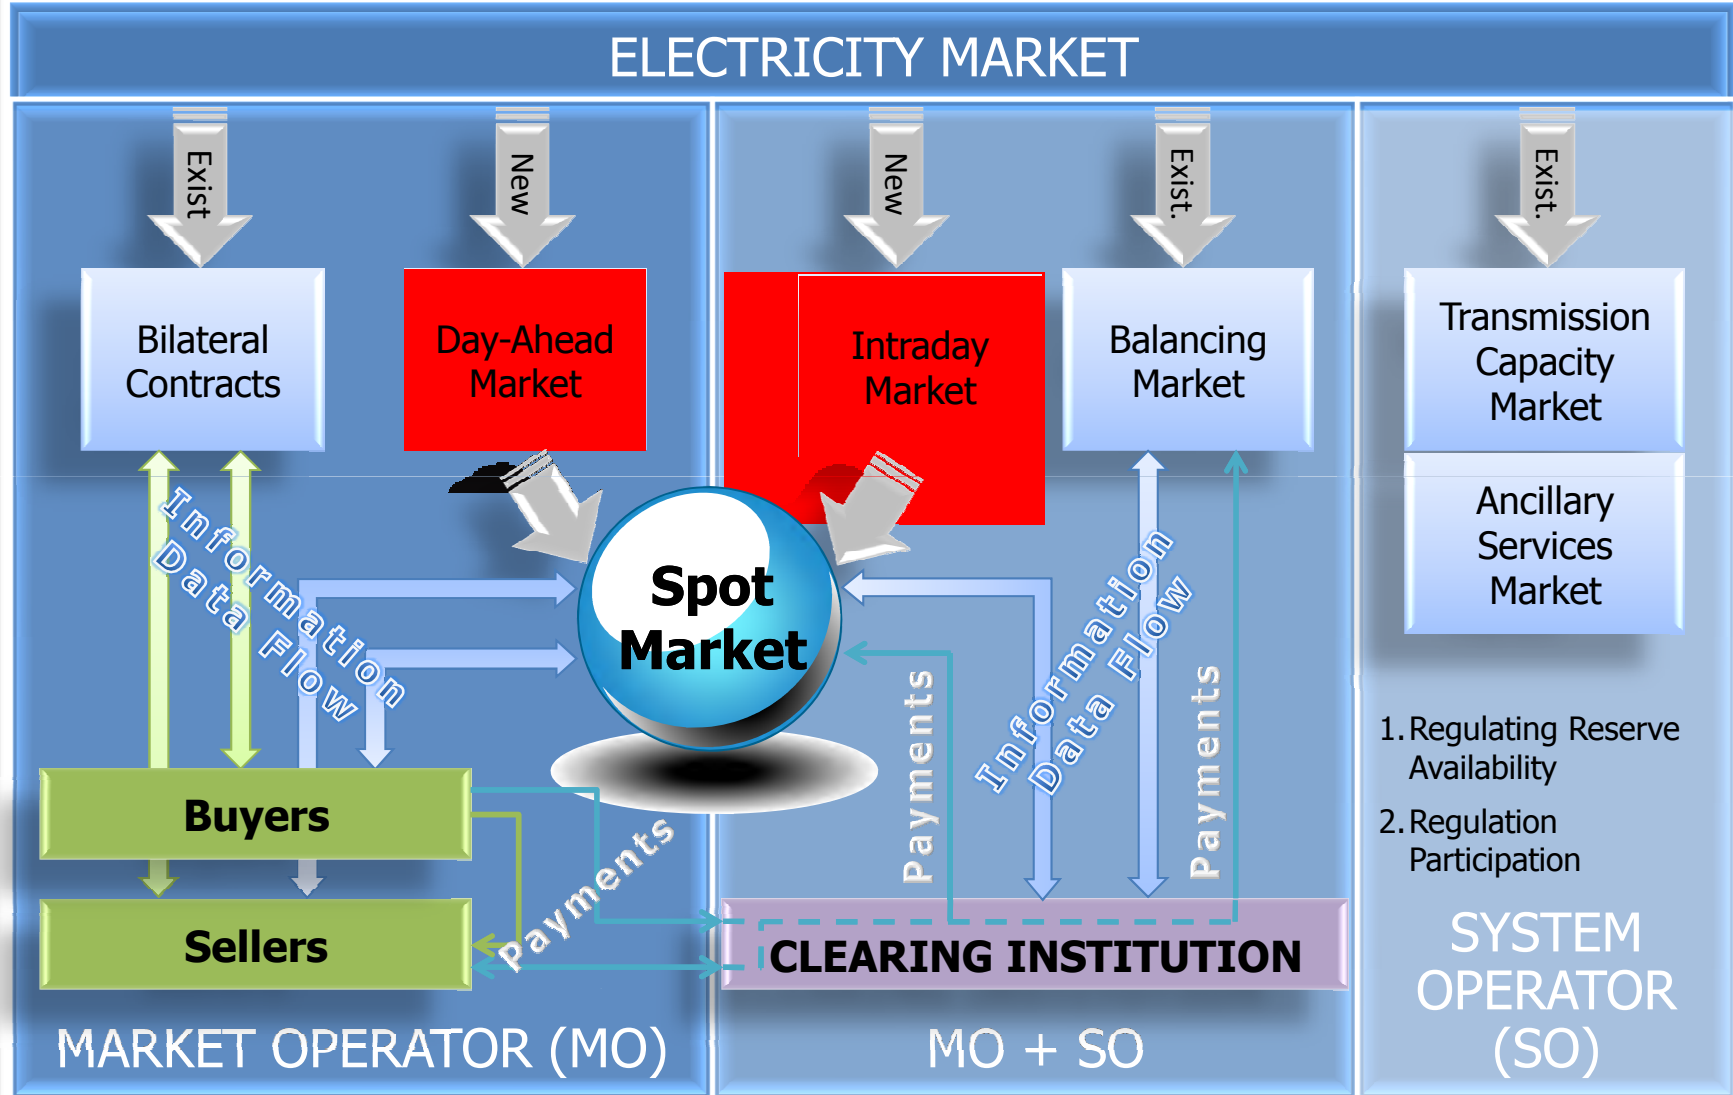 ELECTRICITY MARKET
Exist
New
New
Exist.
Exist.
Bilateral
Contracts
Day-Ahead
Market
Intraday
Market
Balancing
Market
Transmission
Capacity
Market
Ancillary
Services
Market
Information
Data Flow
Spot
Market
Information
Data Flow
Payments
Payments
1. Regulating Reserve
Availability
2. Regulation
Participation
Buyers
Payments
Sellers
CLEARING INSTITUTION
MARKET OPERATOR (MO)
MO + SO
SYSTEM
OPERATOR
(SO)